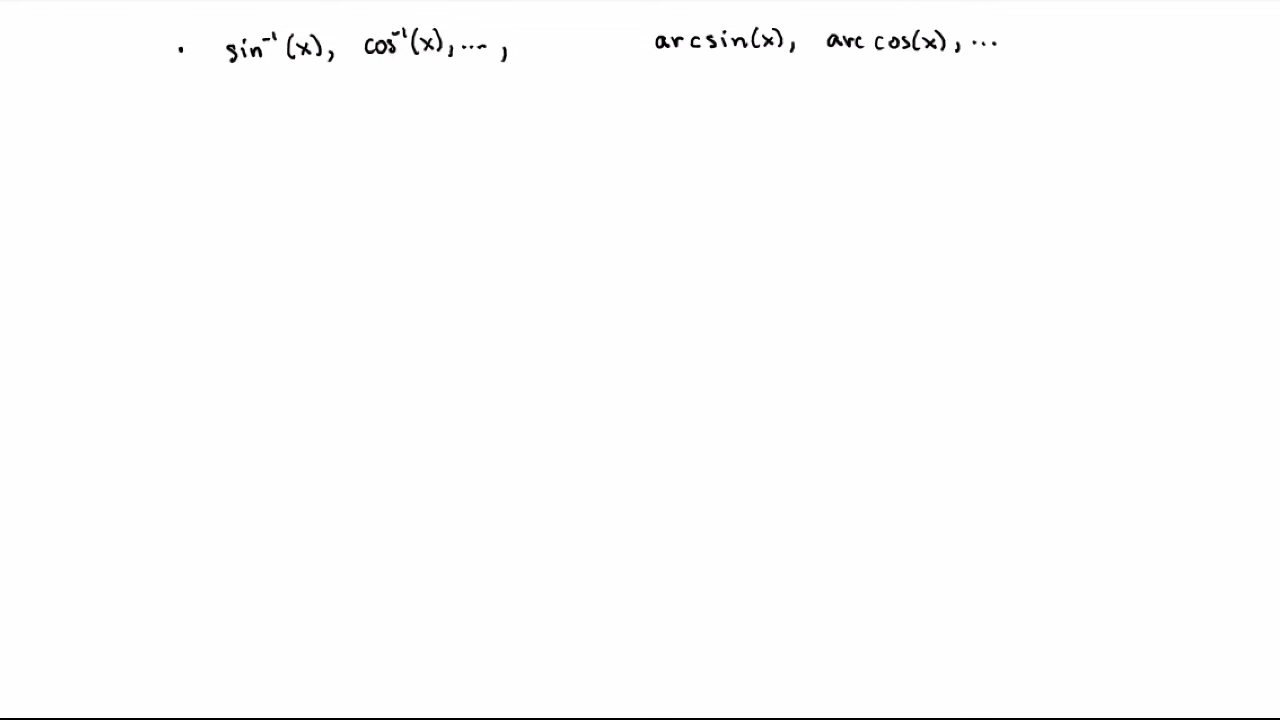 · sin⁻¹(x), cos⁻¹(x), ..., arcsin(x), arccos(x), ...